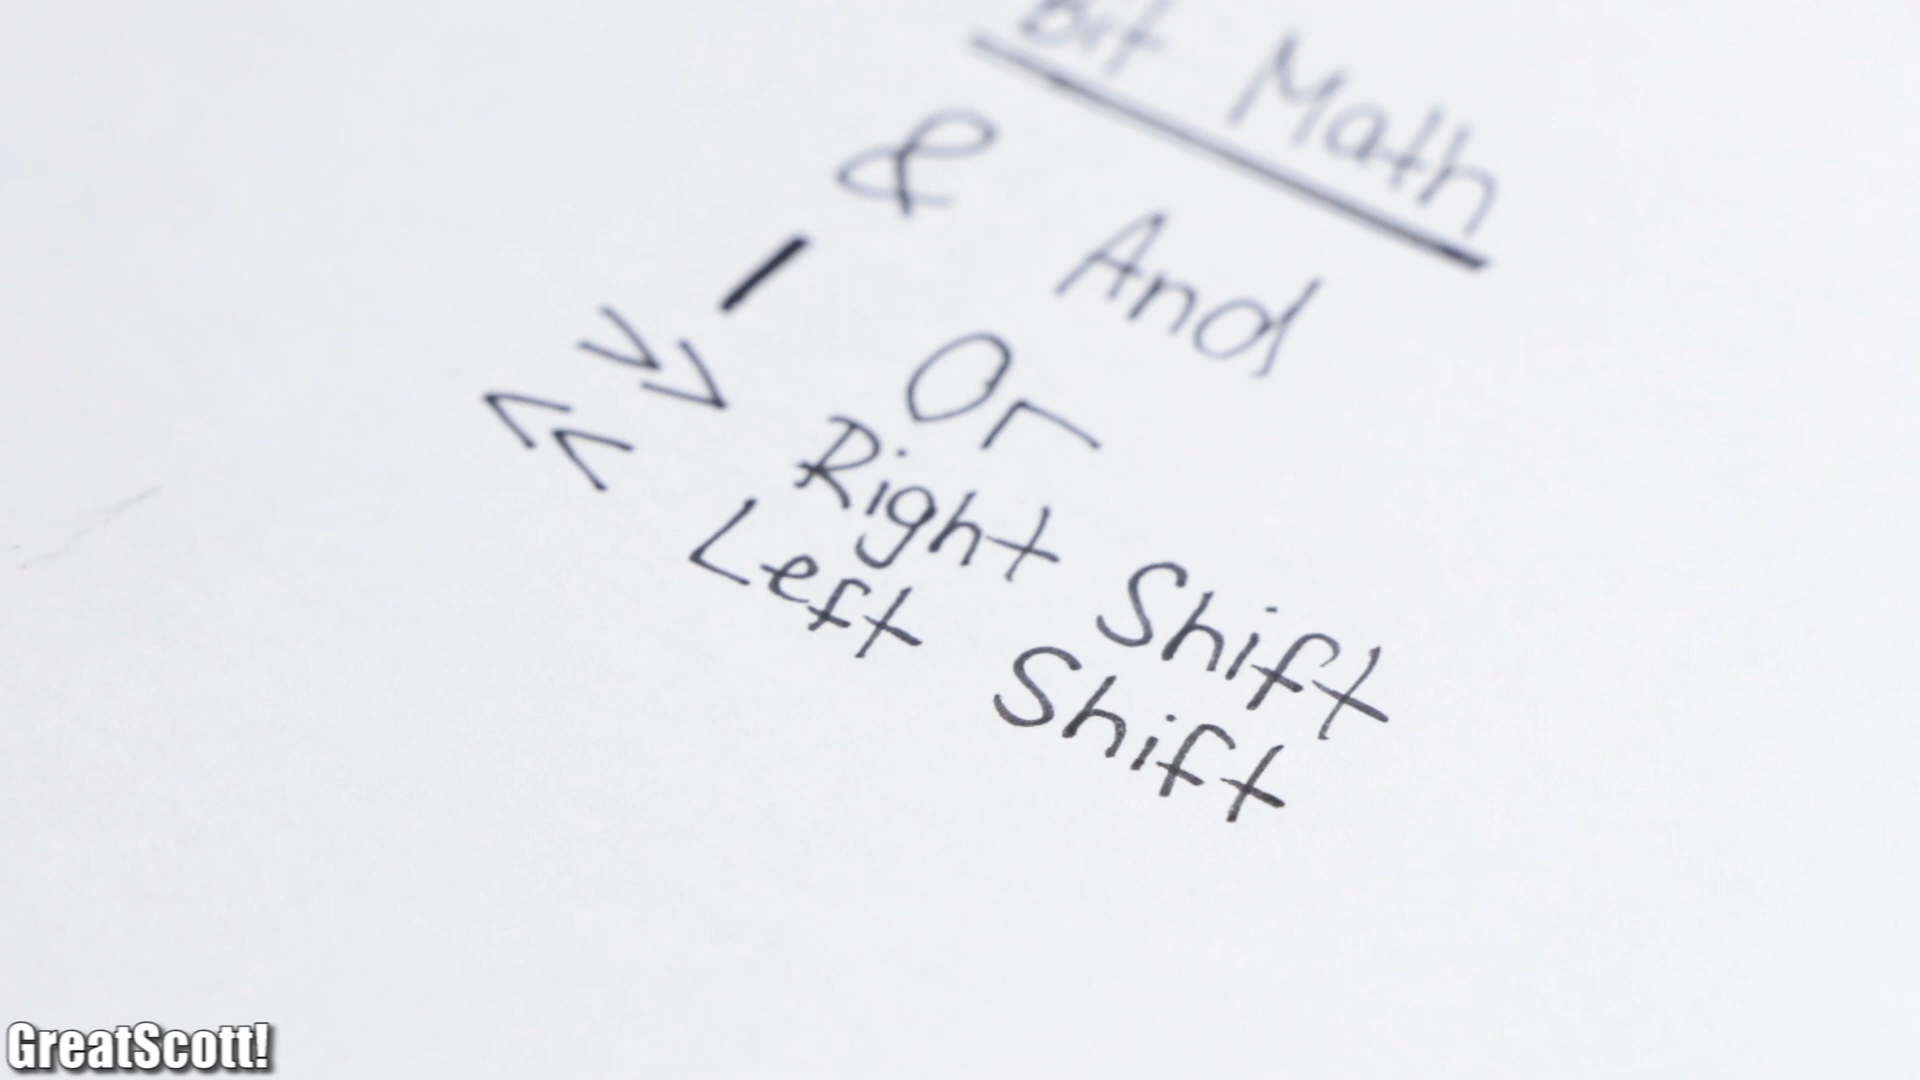 Bit Math
& And
| Or
>> Right Shift
<< Left Shift
GreatScott!